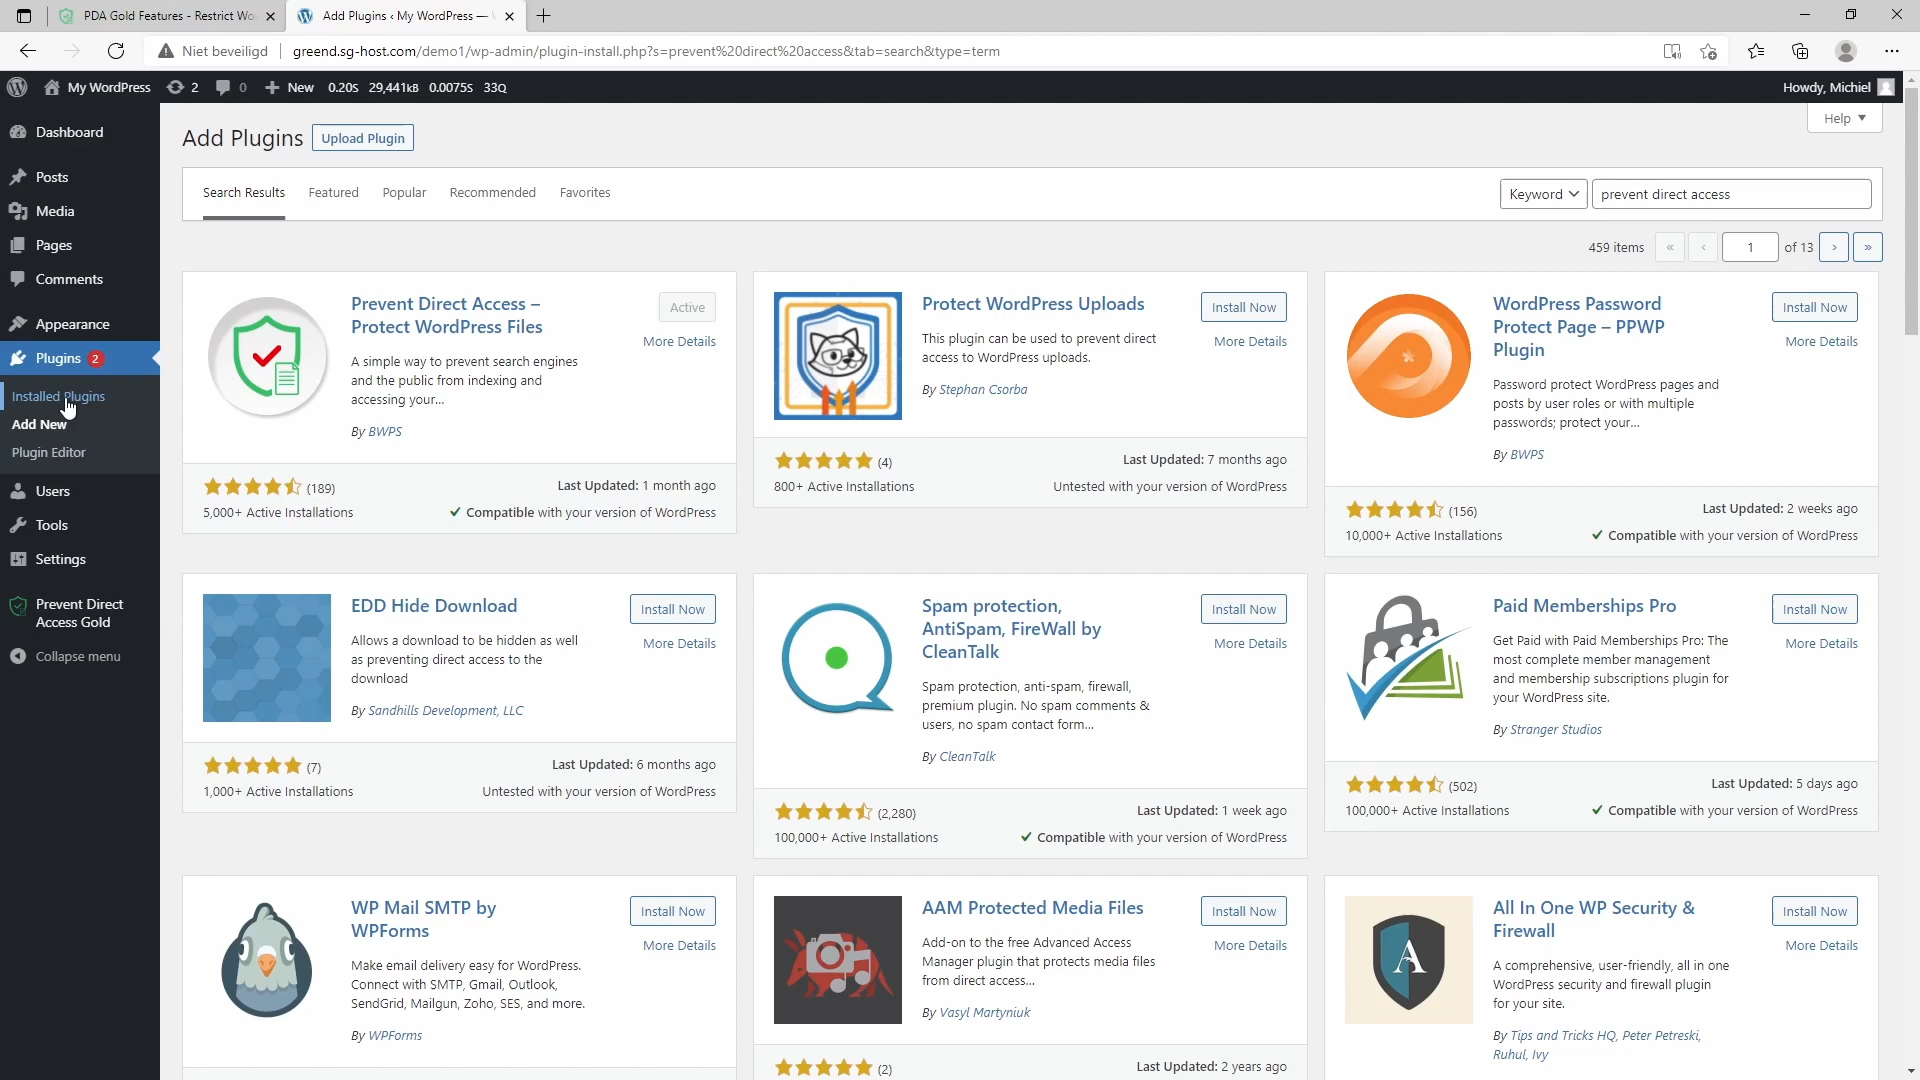 PDA Gold Features - Restrict Wo
Add Plugins ‹ My WordPress —
Niet beveiligd
greend.sg-host.com/demo1/wp-admin/plugin-install.php?s=prevent%20direct%20access&tab=search&type=term
My WordPress 2 0 New 0.20s 29,441kB 0.0075s 33Q
Howdy, Michiel
Dashboard
Posts
Media
Pages
Comments
Appearance
Plugins 2
Installed Plugins
Add New
Plugin Editor
Users
Tools
Settings
Prevent Direct
Access Gold
Collapse menu
Help
Add Plugins
Upload Plugin
Search Results Featured Popular Recommended Favorites
Keyword
prevent direct access
459 items « ‹ 1 of 13 › »
Prevent Direct Access –
Protect WordPress Files
Active
More Details
A simple way to prevent search engines
and the public from indexing and
accessing your...
By BWPS
(189)
Last Updated: 1 month ago
5,000+ Active Installations
Compatible with your version of WordPress
Protect WordPress Uploads
Install Now
More Details
This plugin can be used to prevent direct
access to WordPress uploads.
By Stephan Csorba
(4)
Last Updated: 7 months ago
800+ Active Installations
Untested with your version of WordPress
WordPress Password
Protect Page – PPWP
Plugin
Install Now
More Details
Password protect WordPress pages and
posts by user roles or with multiple
passwords; protect your...
By BWPS
(156)
Last Updated: 2 weeks ago
10,000+ Active Installations
Compatible with your version of WordPress
EDD Hide Download
Install Now
More Details
Allows a download to be hidden as well
as preventing direct access to the
download
By Sandhills Development, LLC
(7)
Last Updated: 6 months ago
1,000+ Active Installations
Untested with your version of WordPress
Spam protection,
AntiSpam, FireWall by
CleanTalk
Install Now
More Details
Spam protection, anti-spam, firewall,
premium plugin. No spam comments &
users, no spam contact form...
By CleanTalk
(2,280)
Last Updated: 1 week ago
100,000+ Active Installations
Compatible with your version of WordPress
Paid Memberships Pro
Install Now
More Details
Get Paid with Paid Memberships Pro: The
most complete member management
and membership subscriptions plugin for
your WordPress site.
By Stranger Studios
(502)
Last Updated: 5 days ago
100,000+ Active Installations
Compatible with your version of WordPress
WP Mail SMTP by
WPForms
Install Now
More Details
Make email delivery easy for WordPress.
Connect with SMTP, Gmail, Outlook,
SendGrid, Mailgun, Zoho, SES, and more.
By WPForms
AAM Protected Media Files
Install Now
More Details
Add-on to the free Advanced Access
Manager plugin that protects media files
from direct access...
By Vasyl Martyniuk
(2)
Last Updated: 2 years ago
All In One WP Security &
Firewall
Install Now
More Details
A comprehensive, user-friendly, all in one
WordPress security and firewall plugin
for your site.
By Tips and Tricks HQ, Peter Petreski,
Ruhul, Ivy
A